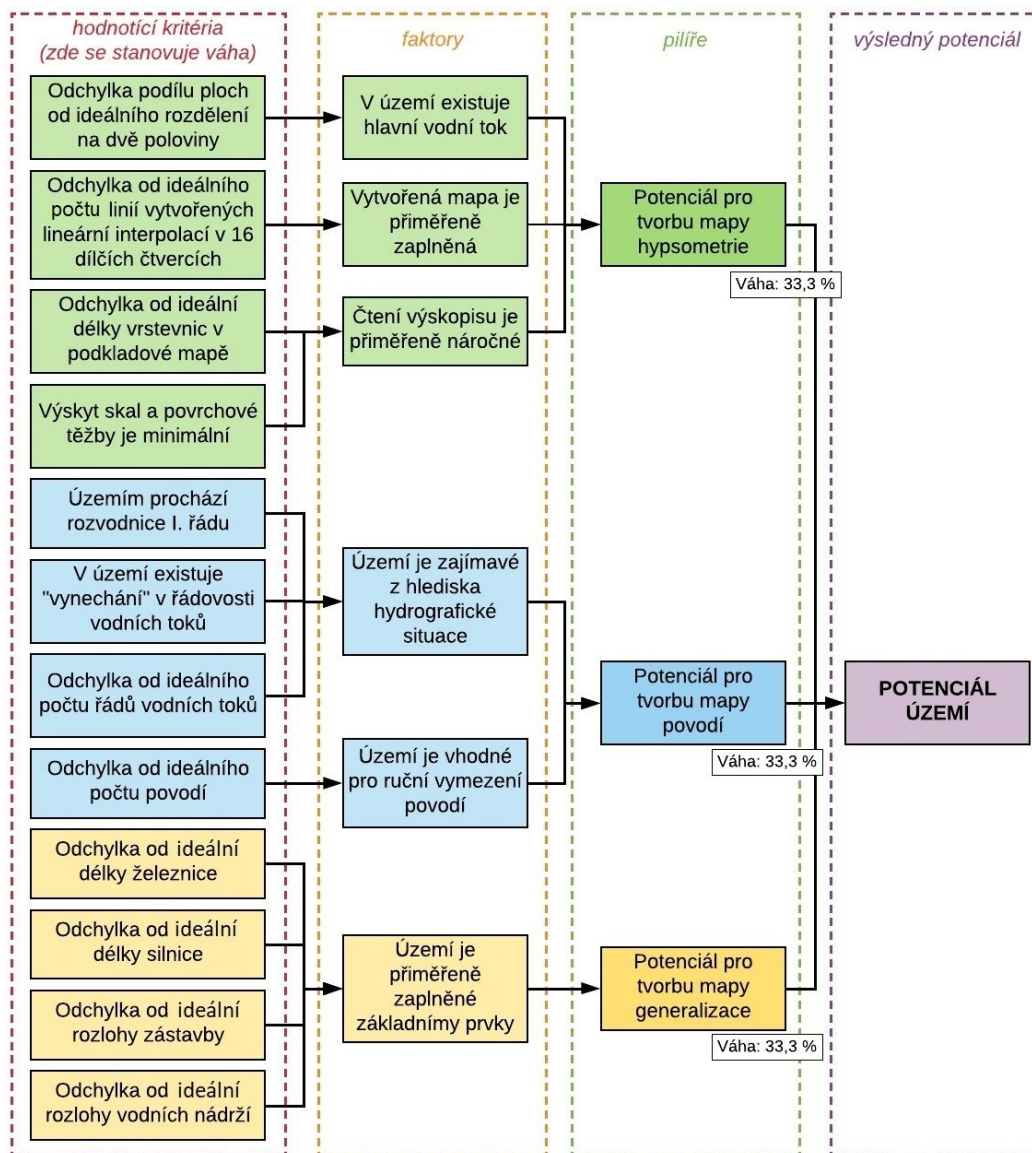 hodnotící kritéria
(zde se stanovuje váha)
faktory
pilíře
výsledný potenciál
Odchylka podílu ploch
od ideálního rozdělení
na dvě poloviny
V území existuje
hlavní vodní tok
Odchylka od ideálního
počtu linií vytvořených
lineární interpolací v 16
dílčích čtvercích
Vytvořená mapa je
přiměřeně
zaplněná
Potenciál pro
tvorbu mapy
hypsometrie
Váha: 33,3 %
Odchylka od ideální
délky vrstevnic v
podkladové mapě
Čtení výskopisu je
přiměřeně náročné
Výskyt skal a povrchové
těžby je minimální
Územím prochází
rozvodnice I. řádu
V území existuje
"vynechání" v řádovosti
vodních toků
Území je zajímavé
z hlediska
hydrografické
situace
Odchylka od ideálního
počtu řádů vodních toků
Potenciál pro
tvorbu mapy
povodí
Váha: 33,3 %
POTENCIÁL
ÚZEMÍ
Odchylka od ideálního
počtu povodí
Území je vhodné
pro ruční vymezení
povodí
Odchylka od ideální
délky železnice
Odchylka od ideální
délky silnice
Území je
přiměřeně
zaplněné
základnímy prvky
Potenciál pro
tvorbu mapy
generalizace
Váha: 33,3 %
Odchylka od ideální
rozlohy zástavby
Odchylka od ideální
rozlohy vodních nádrží